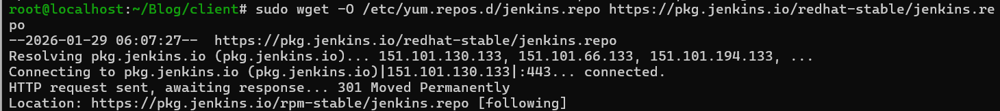 root@localhost:~/Blog/client# sudo wget -O /etc/yum.repos.d/jenkins.repo https://pkg.jenkins.io/redhat-stable/jenkins.re
po
--2026-01-29 06:07:27--  https://pkg.jenkins.io/redhat-stable/jenkins.repo
Resolving pkg.jenkins.io (pkg.jenkins.io)... 151.101.130.133, 151.101.66.133, 151.101.194.133, ...
Connecting to pkg.jenkins.io (pkg.jenkins.io)|151.101.130.133|:443... connected.
HTTP request sent, awaiting response... 301 Moved Permanently
Location: https://pkg.jenkins.io/rpm-stable/jenkins.repo [following]